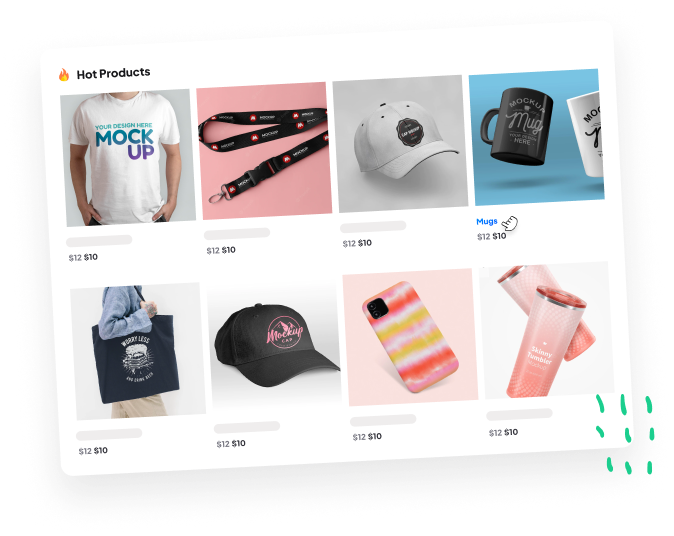 🔥 Hot Products
YOUR DESIGN HERE
MOCK
UP
MOCKUP
MOCKUP
MOCKUP
CAP MOCKUP
MOCKUP
Mug
YOUR DESIGN
HERE
$12 $10
$12 $10
$12 $10
Mugs
$12 $10
WORRY LESS
Mockup
CAP
Skinny
Tumbler
$12 $10
$12 $10
$12 $10
$12 $10